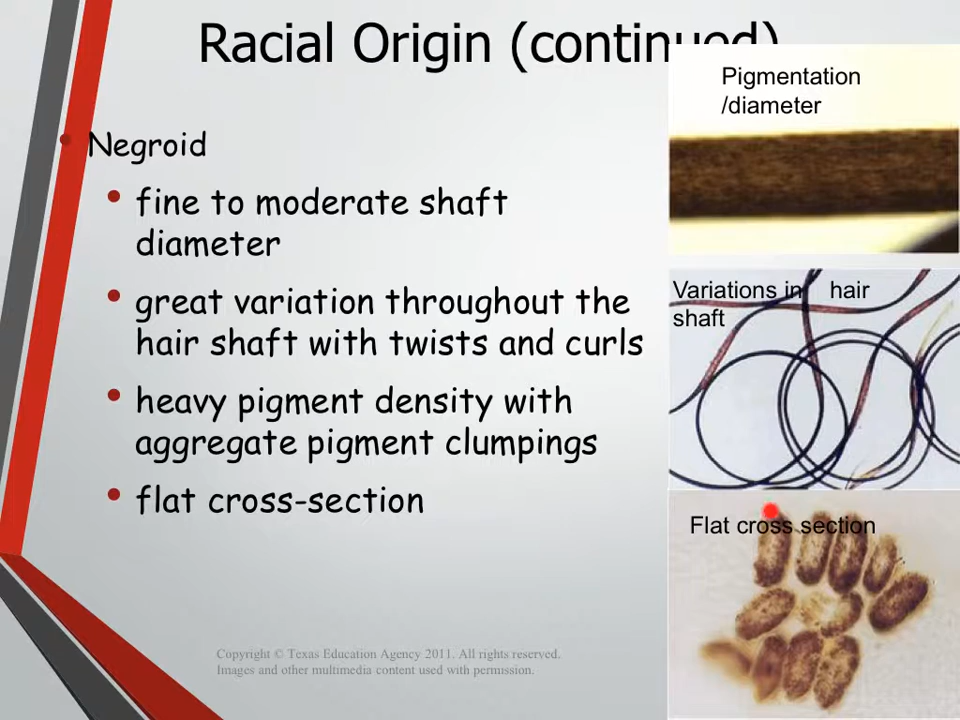 Racial Origin (continued)
Pigmentation
/diameter
Negroid
fine to moderate shaft
diameter
great variation throughout the
hair shaft with twists and curls
heavy pigment density with
aggregate pigment clumpings
flat cross-section
Variations in hair
shaft
Flat cross section
Copyright © Texas Education Agency 2011. All rights reserved.
Images and other multimedia content used with permission.